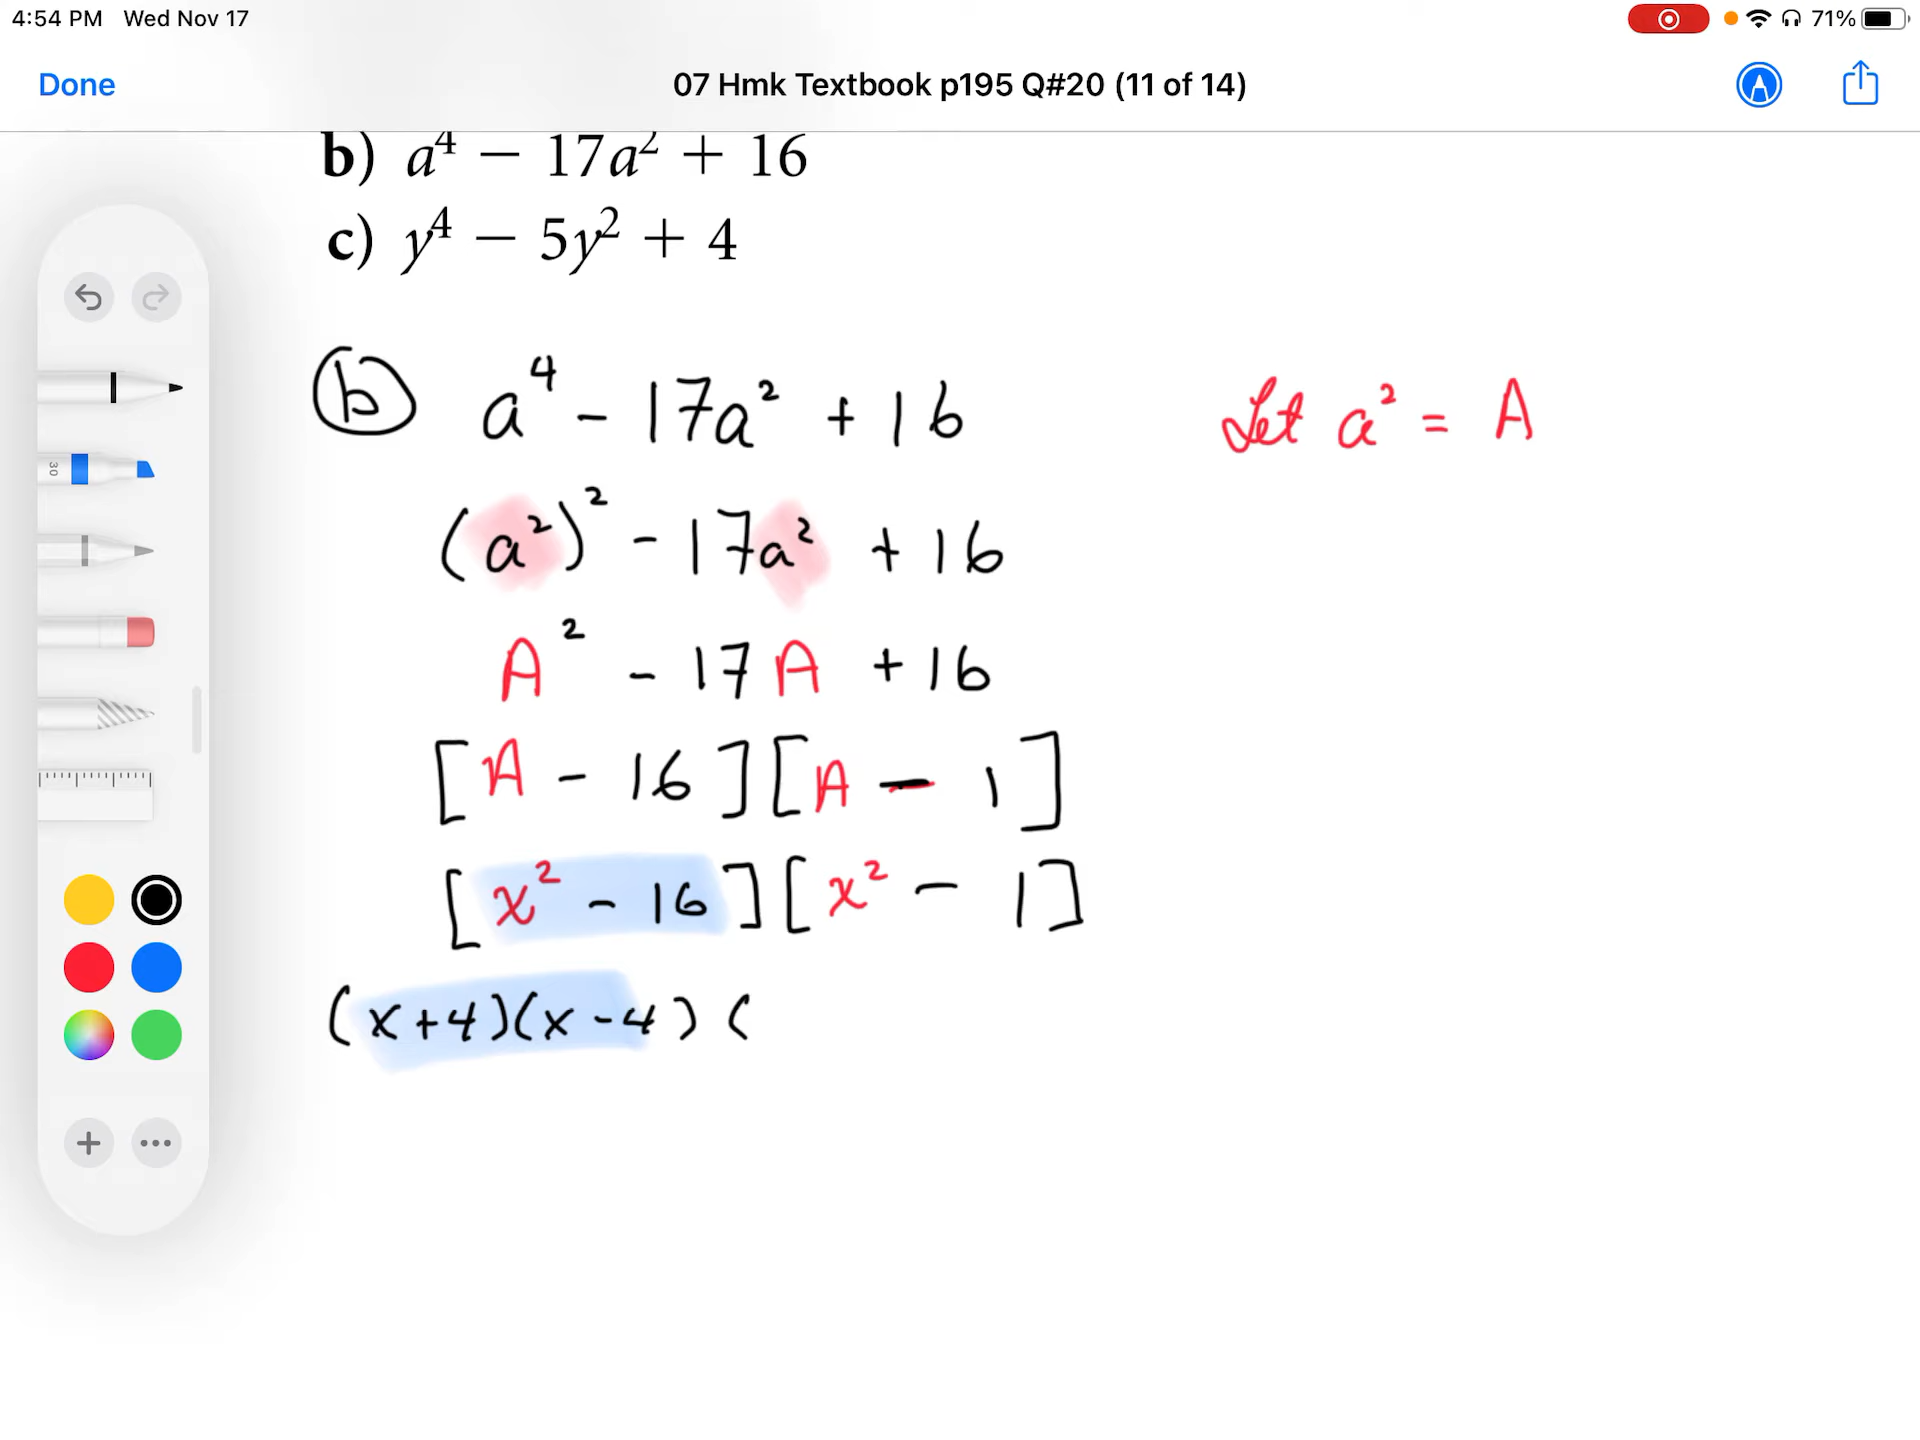 4:54 PM Wed Nov 17 71%
Done 07 Hmk Textbook p195 Q#20 (11 of 14)
b) a⁴ − 17a² + 16
c) y⁴ − 5y² + 4
(b) a⁴ - 17a² + 16 Let a² = A
(a²)² - 17a² + 16
A² - 17A + 16
[A - 16][A - 1]
[x² - 16][x² - 1]
(x+4)(x-4)(
30